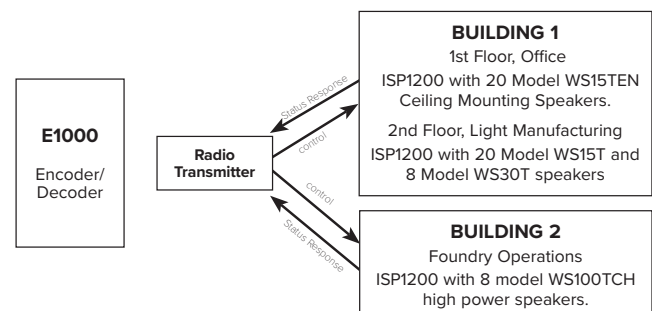 E1000
Encoder/
Decoder
Radio
Transmitter
Status Response
control
control
Status Response
BUILDING 1
1st Floor, Office
ISP1200 with 20 Model WS15TEN
Ceiling Mounting Speakers.
2nd Floor, Light Manufacturing
ISP1200 with 20 Model WS15T and
8 Model WS30T speakers
BUILDING 2
Foundry Operations
ISP1200 with 8 model WS100TCH
high power speakers.